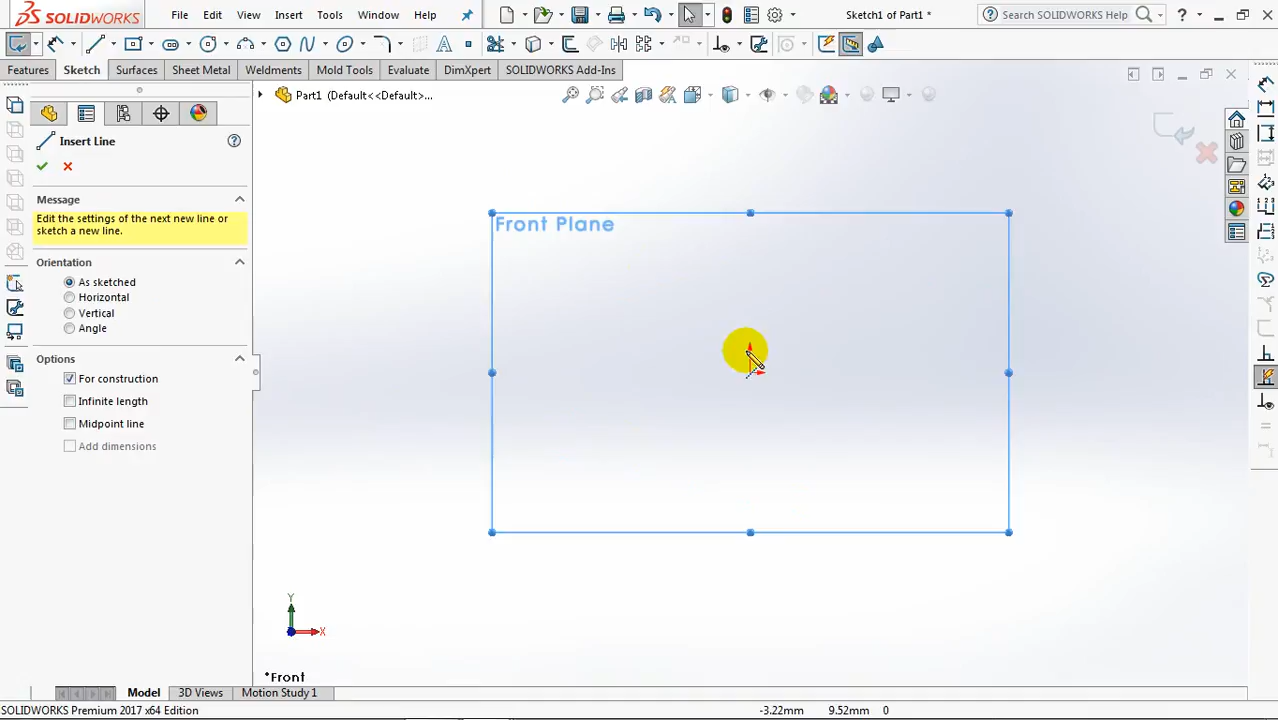 SOLIDWORKS File Edit View Insert Tools Window Help Sketch1 of Part1 * Search SOLIDWORKS Help ?
Features Sketch Surfaces Sheet Metal Weldments Mold Tools Evaluate DimXpert SOLIDWORKS Add-Ins
Part1 (Default<<Default>...
Insert Line ?
Message
Edit the settings of the next new line or
sketch a new line.
Orientation
As sketched
Horizontal
Vertical
Angle
Options
For construction
Infinite length
Midpoint line
Add dimensions
Front Plane
Y
X
*Front
Model 3D Views Motion Study 1
SOLIDWORKS Premium 2017 x64 Edition -3.22mm 9.52mm 0